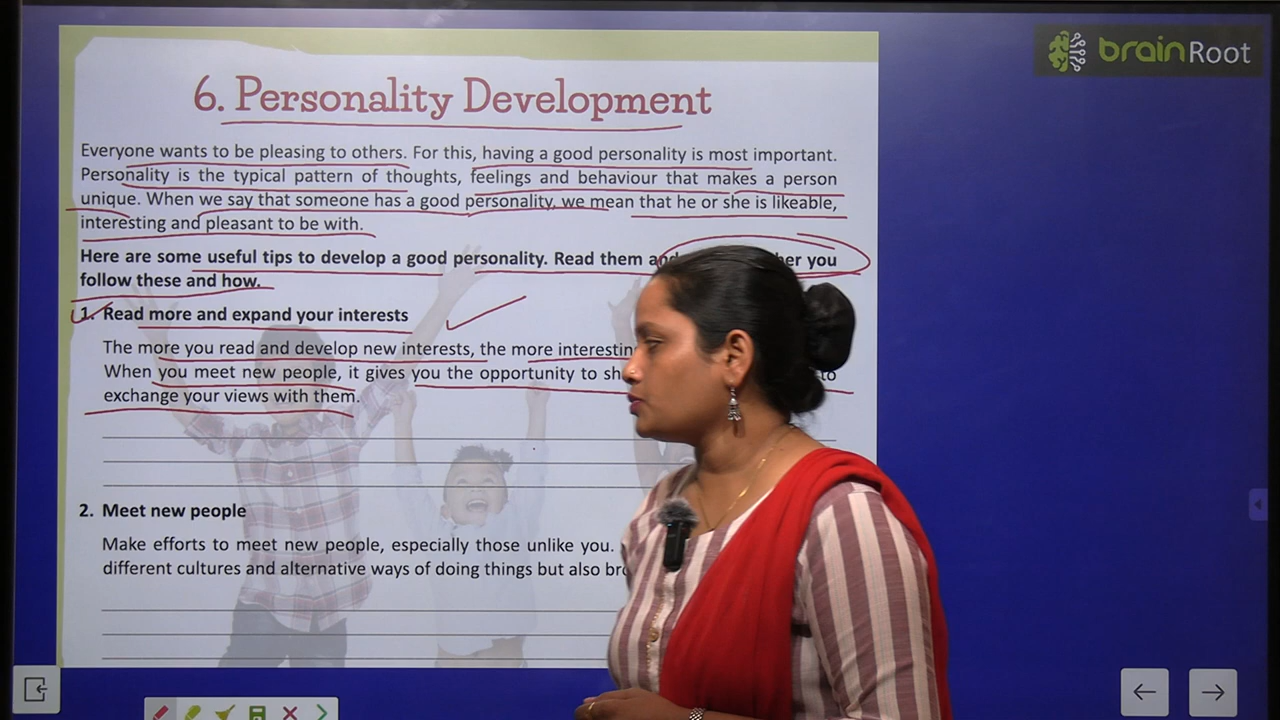 brainRoot
6. Personality Development
Everyone wants to be pleasing to others. For this, having a good personality is most important.
Personality is the typical pattern of thoughts, feelings and behaviour that makes a person
unique. When we say that someone has a good personality, we mean that he or she is likeable,
interesting and pleasant to be with.
Here are some useful tips to develop a good personality. Read them you
follow these and how.
1. Read more and expand your interests
The more you read and develop new interests, the more
When you meet new people, it gives you the opportunity to to
exchange your views with them.
2. Meet new people
Make efforts to meet new people, especially those unlike you.
different cultures and alternative ways of doing things but also